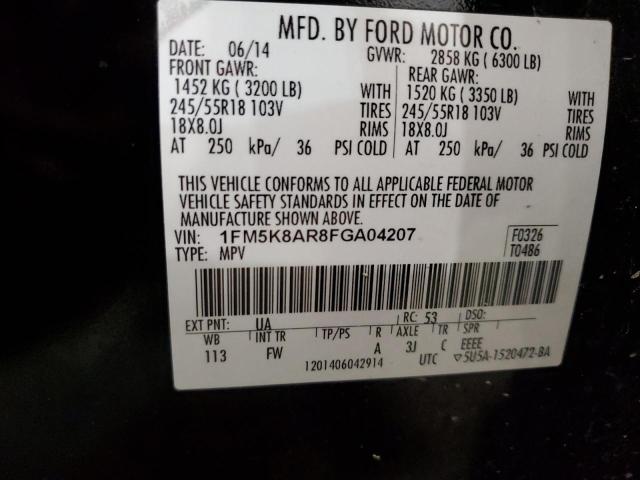 MFD. BY FORD MOTOR CO.
DATE: 06/14 GVWR: 2858 KG ( 6300 LB)
FRONT GAWR: REAR GAWR:
1452 KG ( 3200 LB) WITH 1520 KG ( 3350 LB) WITH
245/55R18 103V TIRES 245/55R18 103V TIRES
18X8.0J RIMS 18X8.0J RIMS
AT 250 kPa/ 36 PSI COLD AT 250 kPa/ 36 PSI COLD
THIS VEHICLE CONFORMS TO ALL APPLICABLE FEDERAL MOTOR
VEHICLE SAFETY STANDARDS IN EFFECT ON THE DATE OF
MANUFACTURE SHOWN ABOVE.
VIN: 1FM5K8AR8FGA04207 F0326
TYPE: MPV T0486
EXT PNT: UA RC: 53 DSO:
WB INT TR TP/PS R AXLE TR SPR
113 FW A 3J C EEEE
1201406042914 UTC ▽5U5A-1520472-BA